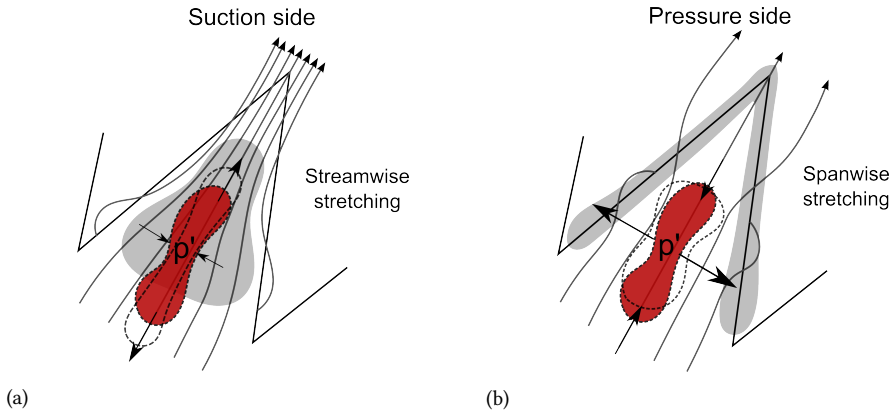 Suction side
Pressure side
Streamwise
stretching
Spanwise
stretching
p'
p'
(a)
(b)